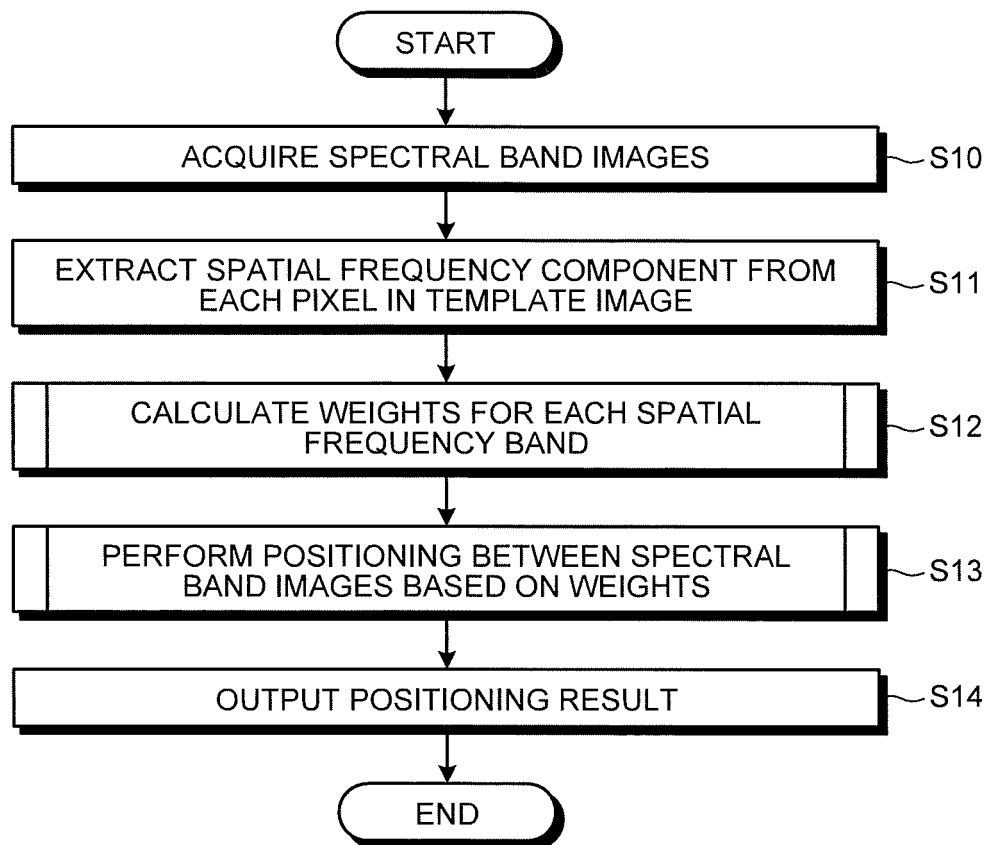 START
ACQUIRE SPECTRAL BAND IMAGES
S10
EXTRACT SPATIAL FREQUENCY COMPONENT FROM
EACH PIXEL IN TEMPLATE IMAGE
S11
CALCULATE WEIGHTS FOR EACH SPATIAL
FREQUENCY BAND
S12
PERFORM POSITIONING BETWEEN SPECTRAL
BAND IMAGES BASED ON WEIGHTS
S13
OUTPUT POSITIONING RESULT
S14
END